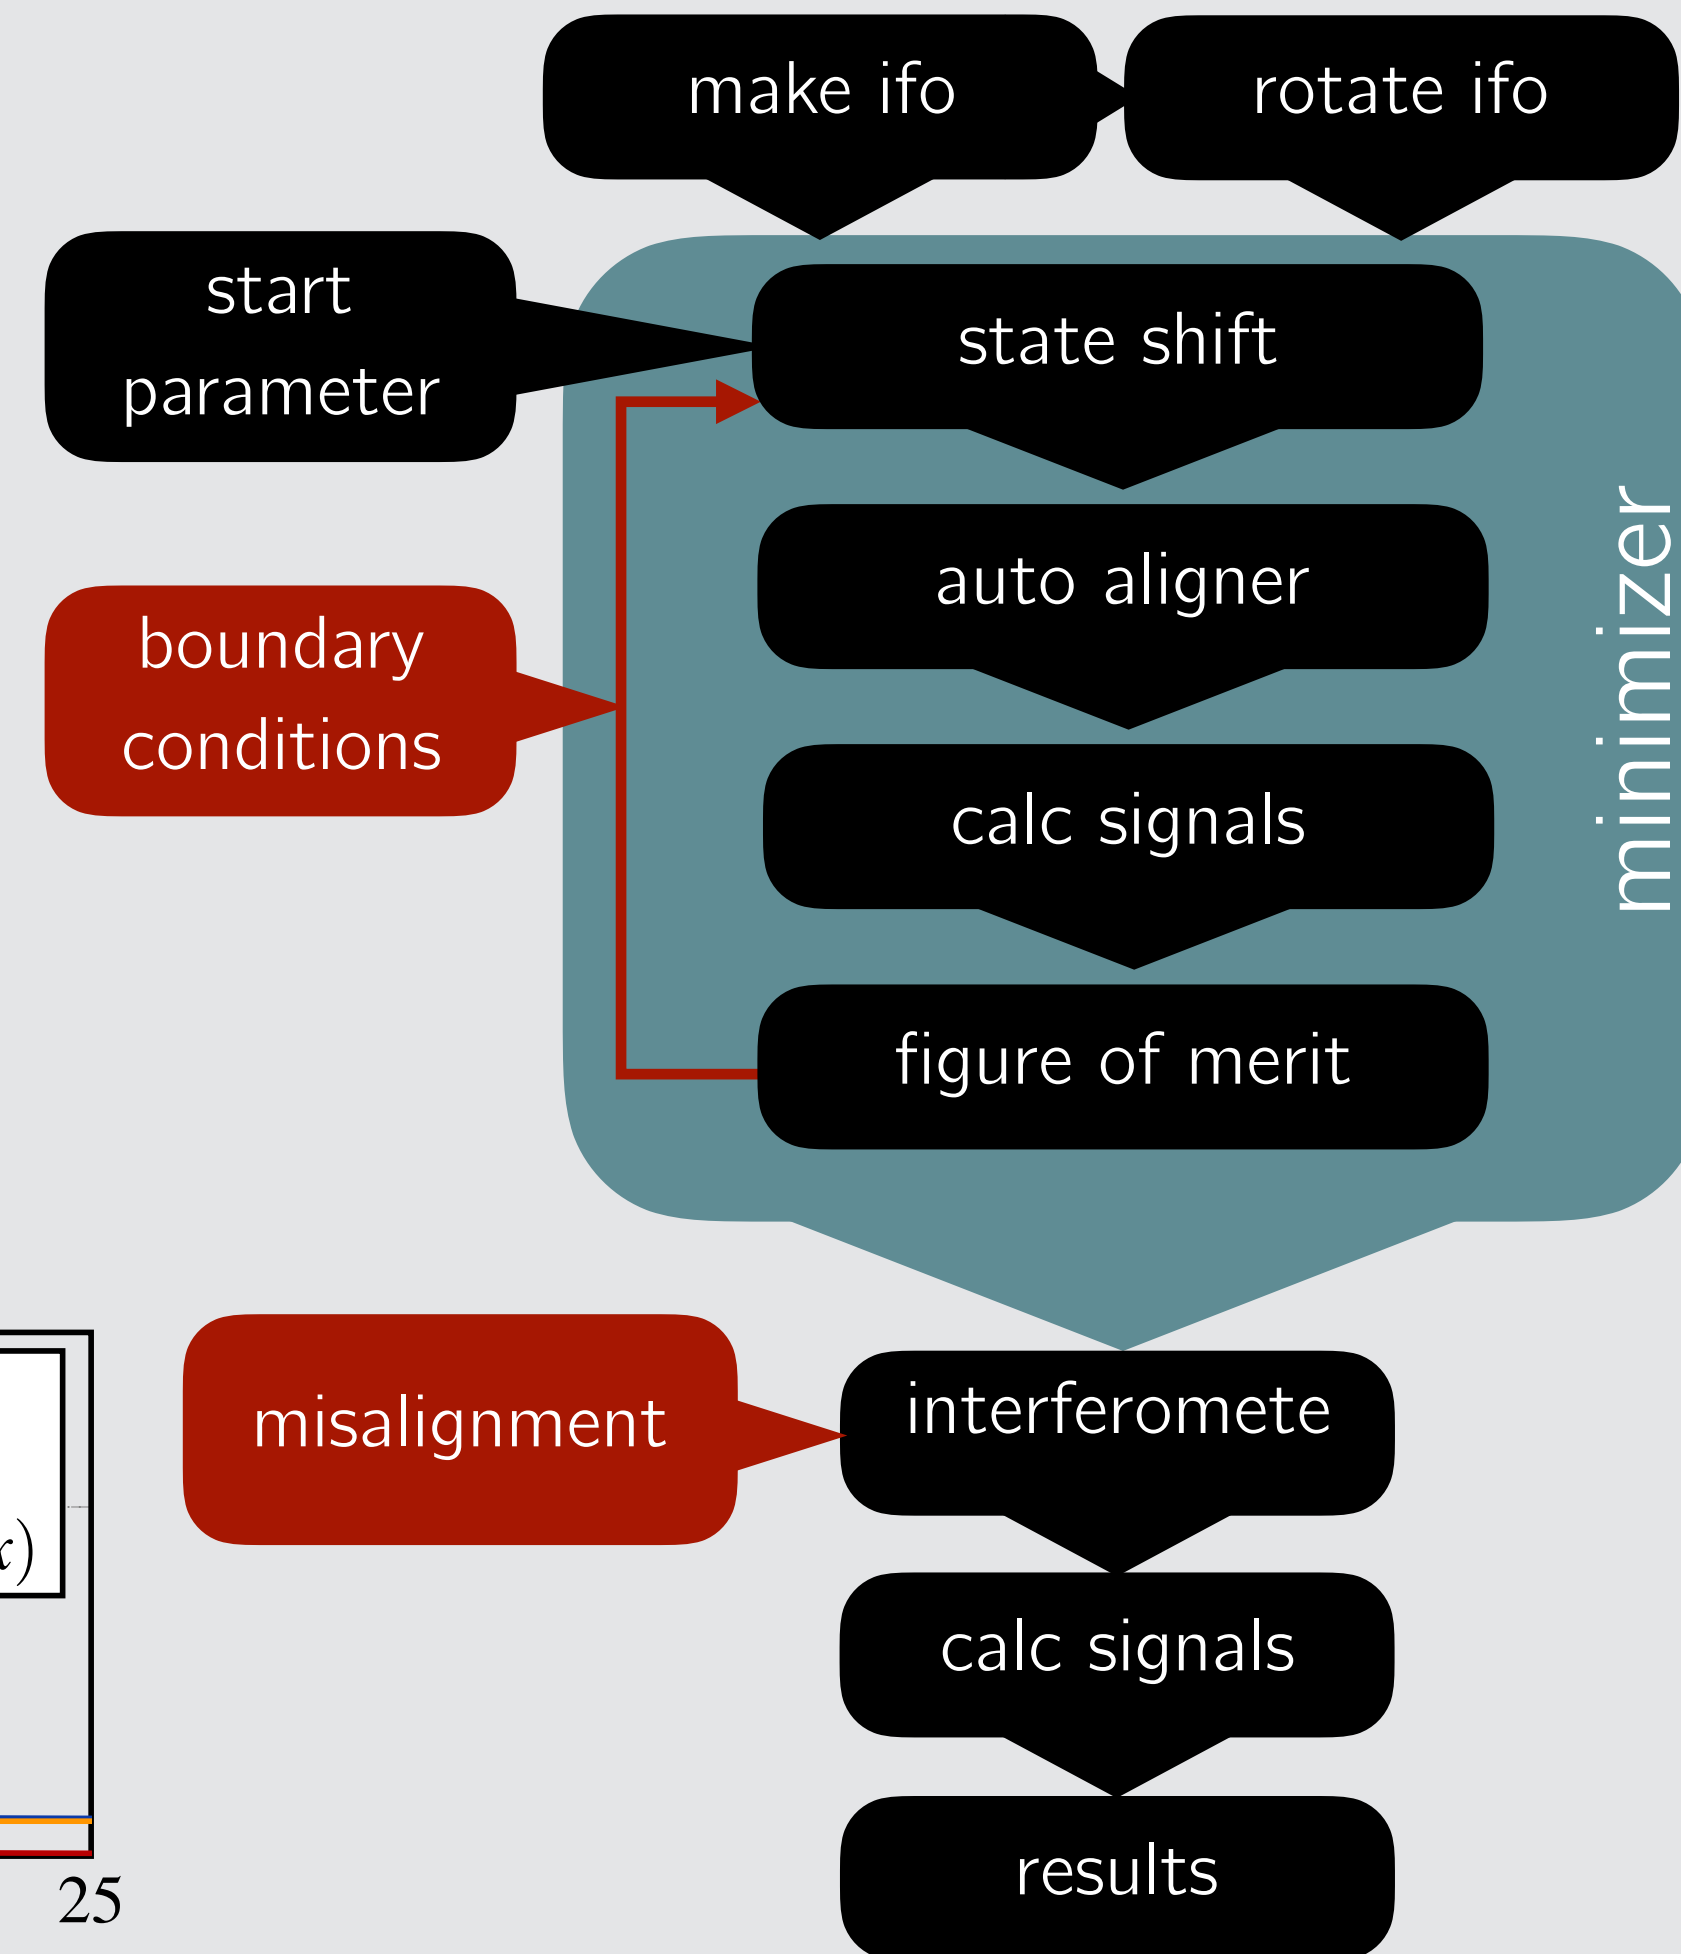 make ifo
rotate ifo
start
parameter
state shift
auto aligner
boundary
conditions
calc signals
figure of merit
minimizer
misalignment
interferomete
calc signals
results
x)
25